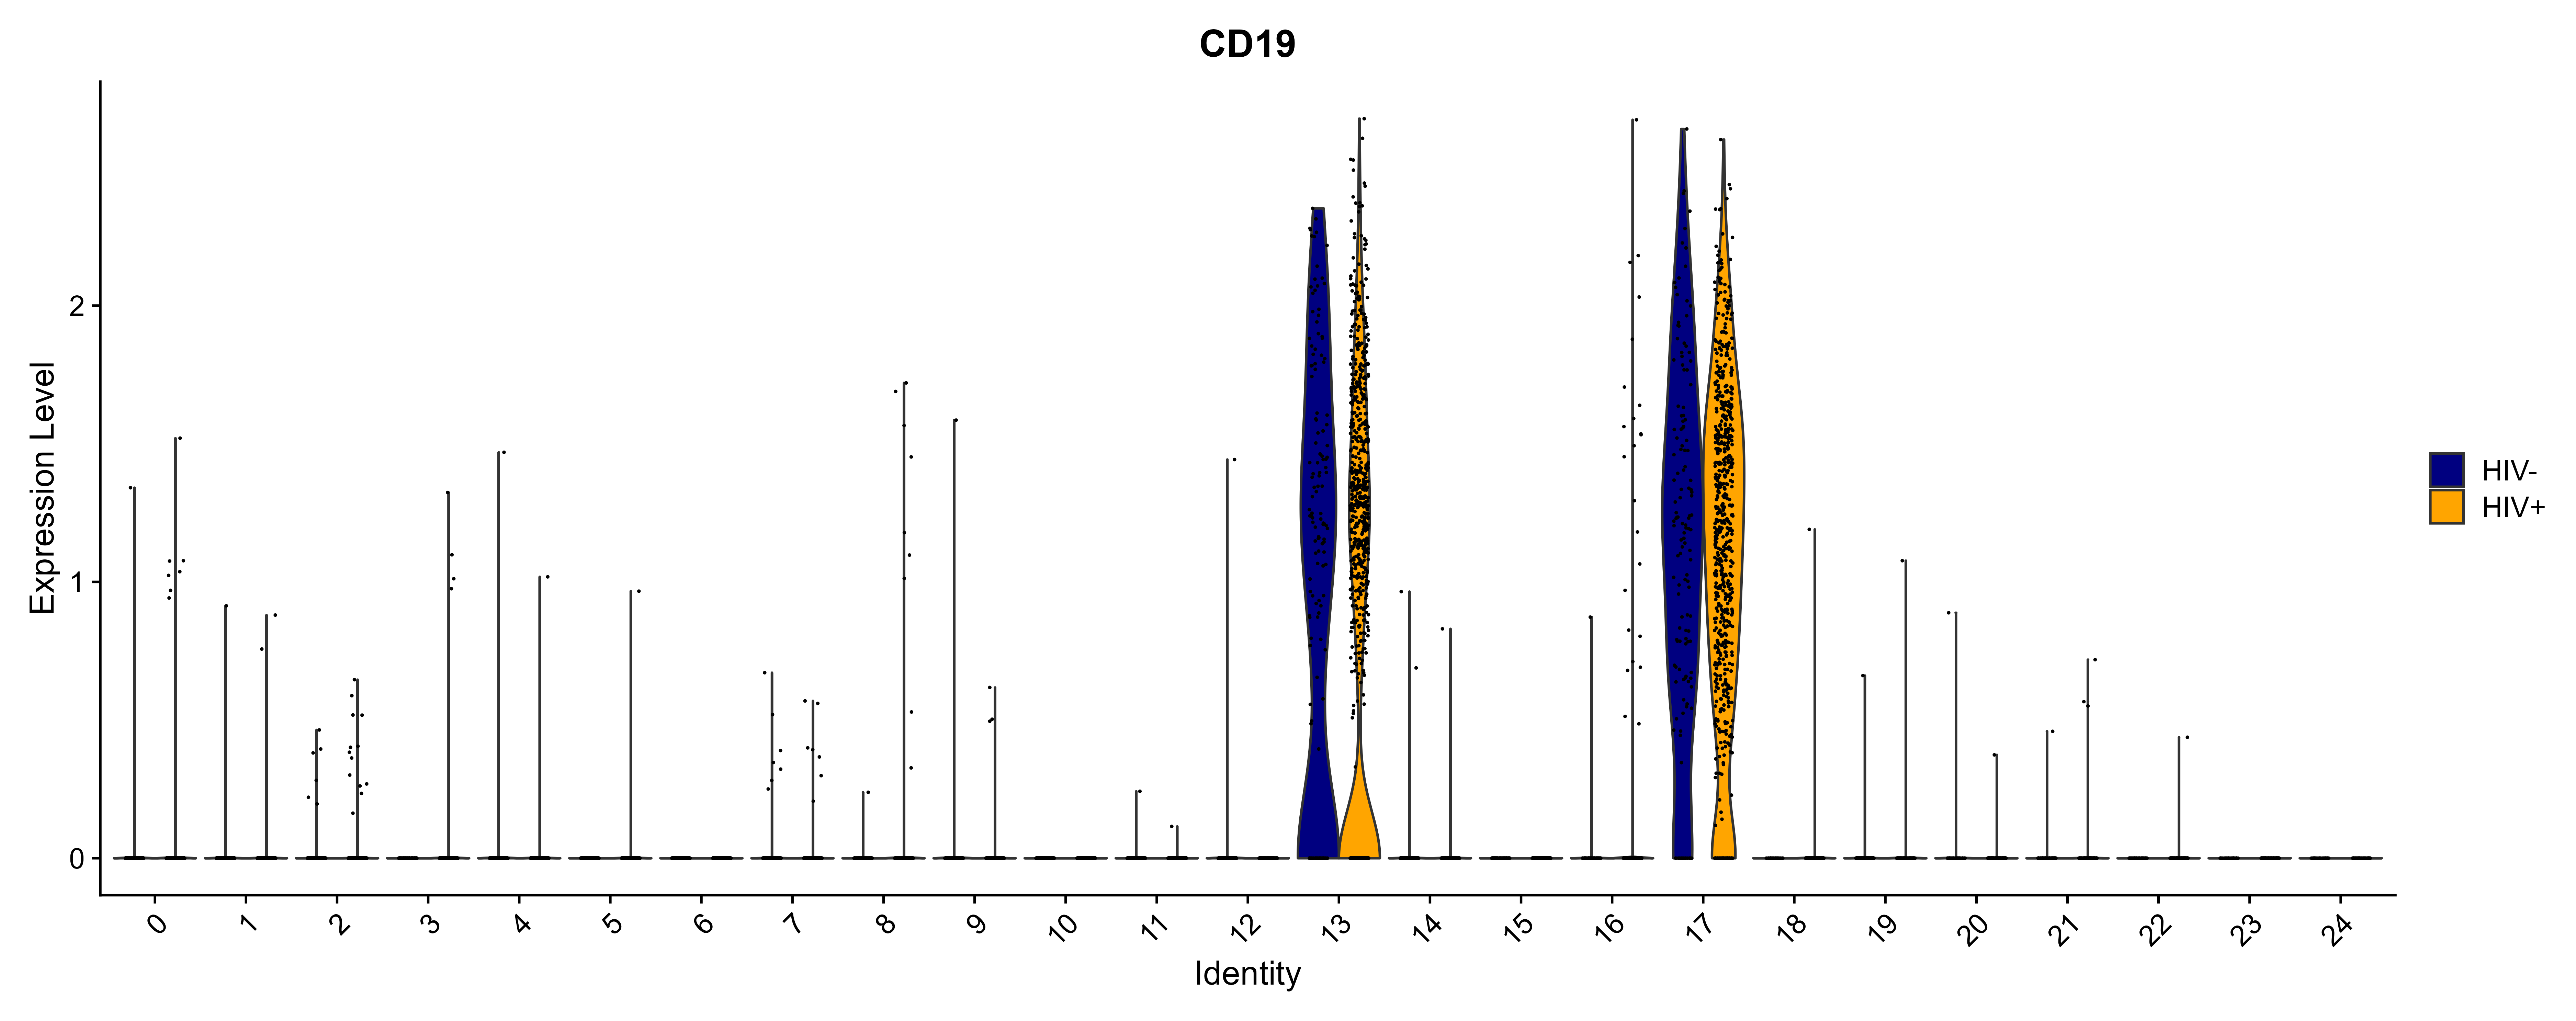 CD19
Expression Level
2
1
0
HIV-
HIV+
0 1 2 3 4 5 6 7 8 9 10 11 12 13 14 15 16 17 18 19 20 21 22 23 24
Identity